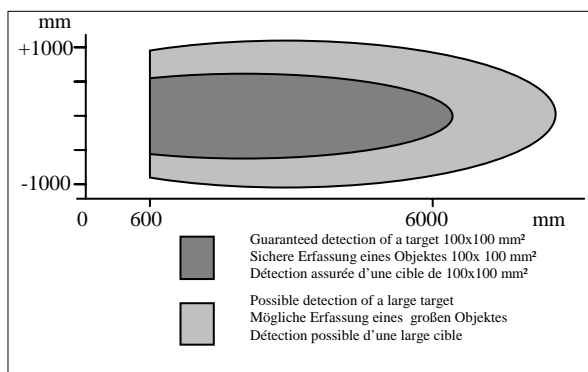 mm
+1000
-1000
0 600 6000 mm
Guaranteed detection of a target 100x100 mm²
Sichere Erfassung eines Objektes 100x 100 mm²
Détection assurée d'une cible de 100x100 mm²
Possible detection of a large target
Mögliche Erfassung eines großen Objektes
Détection possible d'une large cible